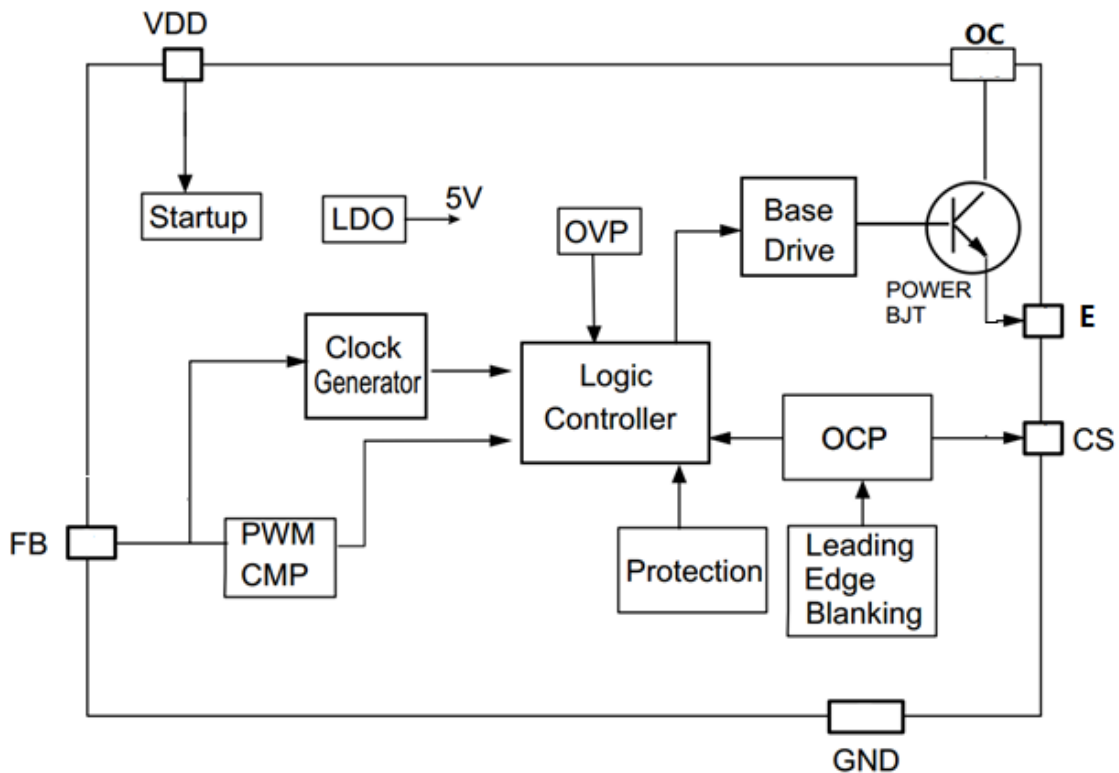 VDD
OC
Startup
LDO
5V
OVP
Base
Drive
POWER
BJT
E
Clock
Generator
Logic
Controller
OCP
CS
FB
PWM
CMP
Protection
Leading
Edge
Blanking
GND